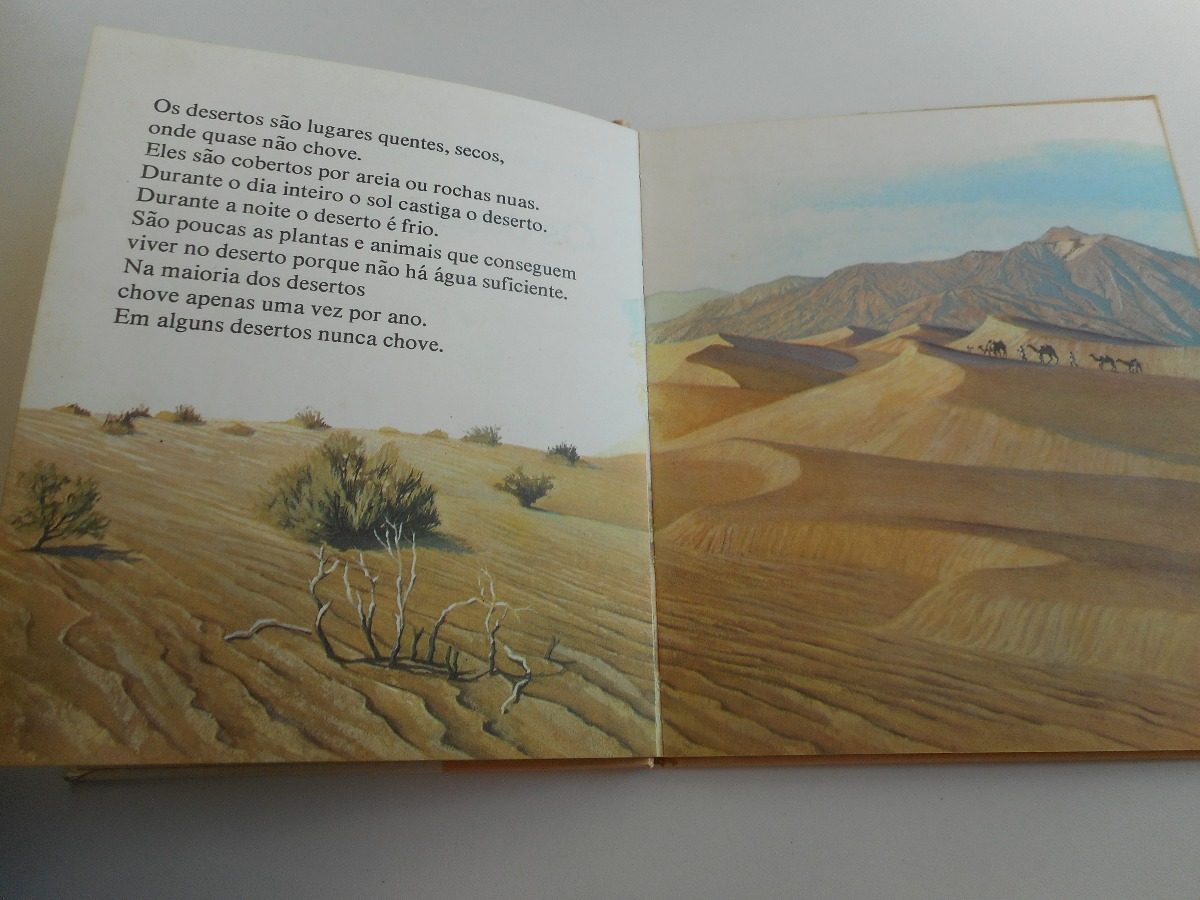 Os desertos são lugares quentes, secos,
onde quase não chove.
Eles são cobertos por areia ou rochas nuas.
Durante o dia inteiro o sol castiga o deserto.
Durante a noite o deserto é frio.
São poucas as plantas e animais que conseguem
viver no deserto porque não há água suficiente.
Na maioria dos desertos
chove apenas uma vez por ano.
Em alguns desertos nunca chove.